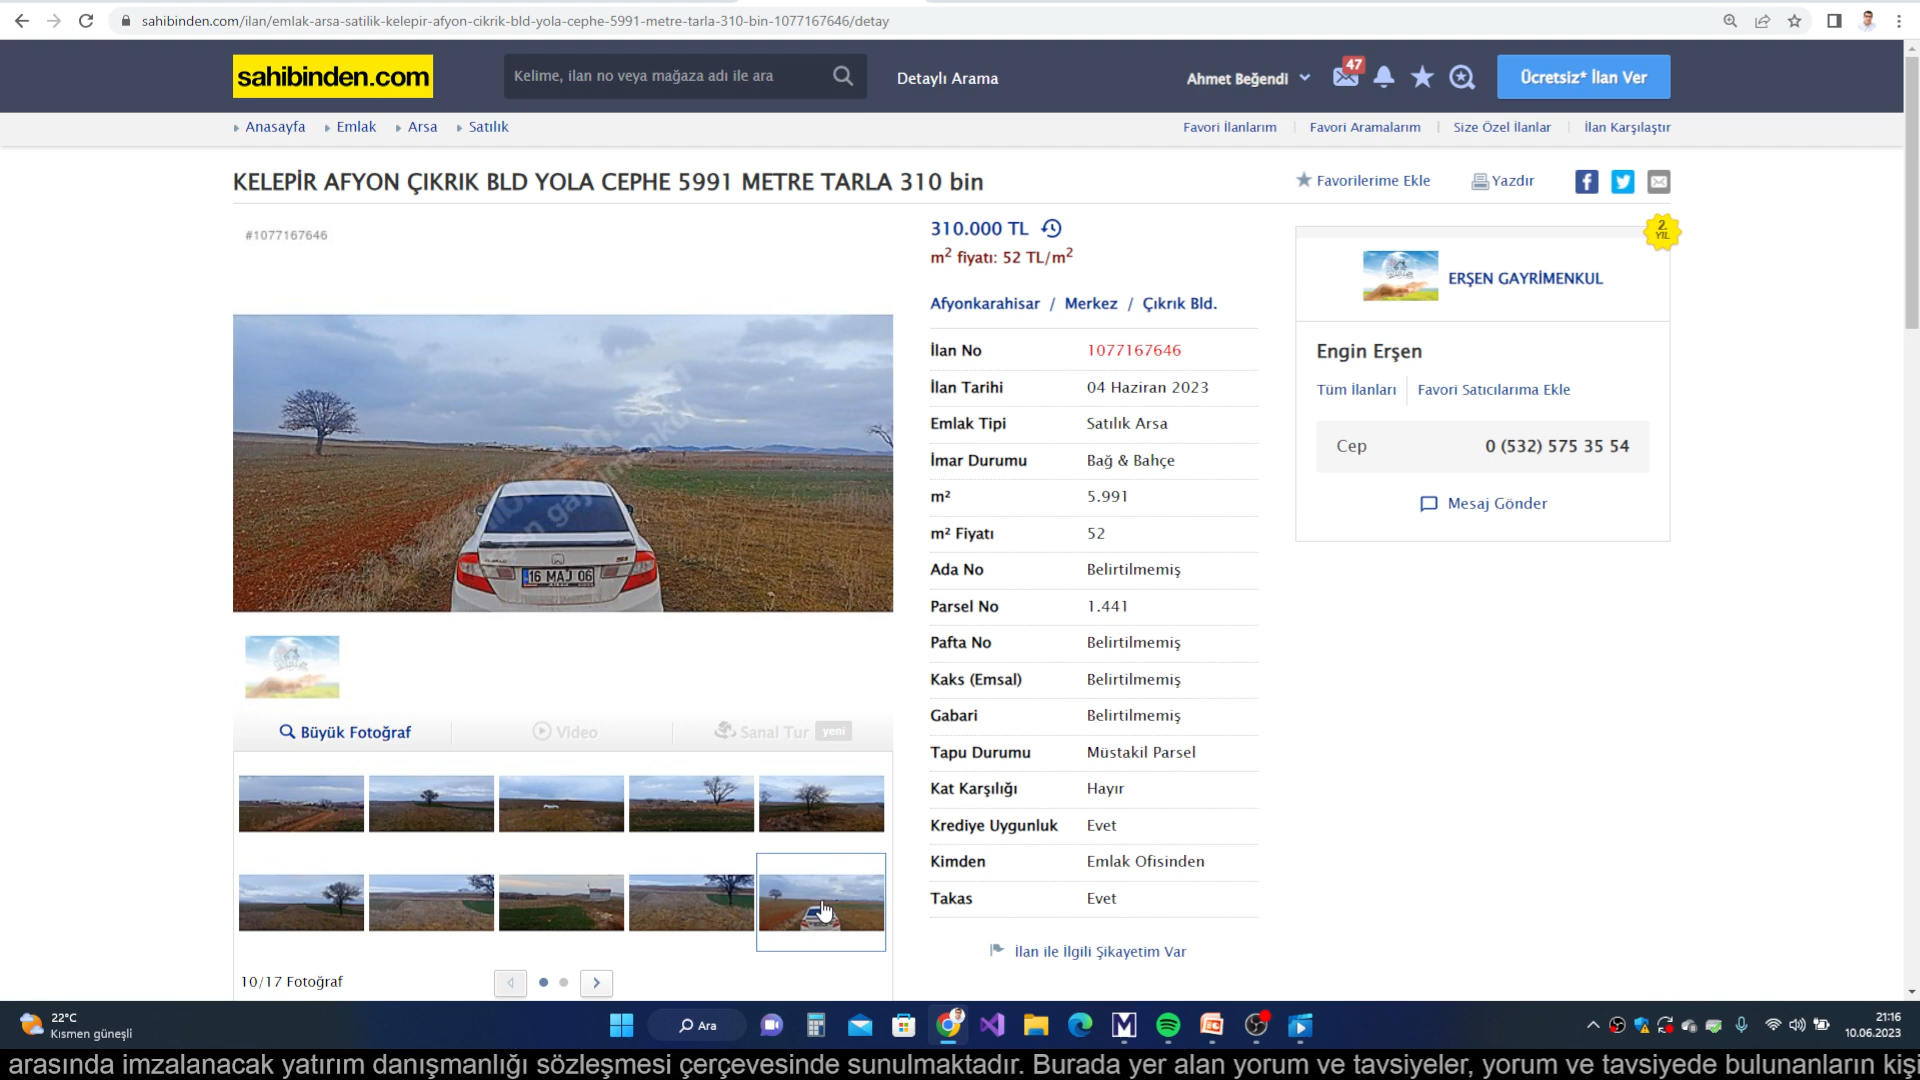 sahibinden.com/ilan/emlak-arsa-satilik-kelepir-afyon-cikrik-bld-yola-cephe-5991-metre-tarla-310-bin-1077167646/detay
sahibinden.com
Kelime, ilan no veya mağaza adı ile ara
Detaylı Arama
Ahmet Beğendi
47
Ücretsiz* İlan Ver
Anasayfa
Emlak
Arsa
Satılık
Favori İlanlarım
Favori Aramalarım
Size Özel İlanlar
İlan Karşılaştır
KELEPİR AFYON ÇIKRIK BLD YOLA CEPHE 5991 METRE TARLA 310 bin
Favorilerime Ekle
Yazdır
#1077167646
310.000 TL
m² fiyatı: 52 TL/m²
Afyonkarahisar / Merkez / Çıkrık Bld.
İlan No 1077167646
İlan Tarihi 04 Haziran 2023
Emlak Tipi Satılık Arsa
İmar Durumu Bağ & Bahçe
m² 5.991
m² Fiyatı 52
Ada No Belirtilmemiş
Parsel No 1.441
Pafta No Belirtilmemiş
Kaks (Emsal) Belirtilmemiş
Gabari Belirtilmemiş
Tapu Durumu Müstakil Parsel
Kat Karşılığı Hayır
Krediye Uygunluk Evet
Kimden Emlak Ofisinden
Takas Evet
İlan ile İlgili Şikayetim Var
2.
YIL
ERŞEN GAYRİMENKUL
Engin Erşen
Tüm İlanları
Favori Satıcılarıma Ekle
Cep 0 (532) 575 35 54
Mesaj Gönder
16 MAJ 06
Büyük Fotoğraf
Video
Sanal Tur yeni
10/17 Fotoğraf
22°C
Kısmen güneşli
Ara
21:16
10.06.2023
arasında imzalanacak yatırım danışmanlığı sözleşmesi çerçevesinde sunulmaktadır. Burada yer alan yorum ve tavsiyeler, yorum ve tavsiyede bulunanların kişi